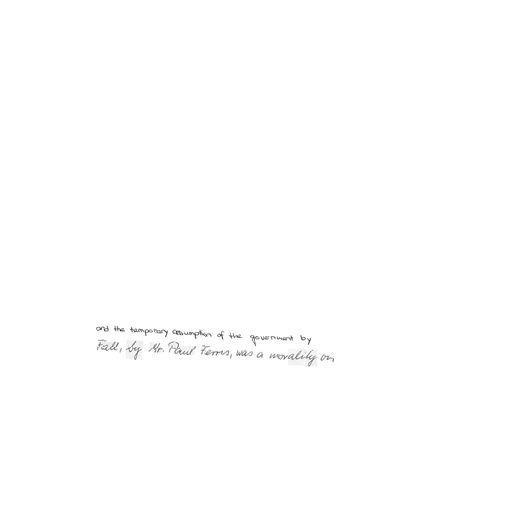 and the temporary assumption of the government by
Fall, by Mr. Paul Ferris, was a morality on